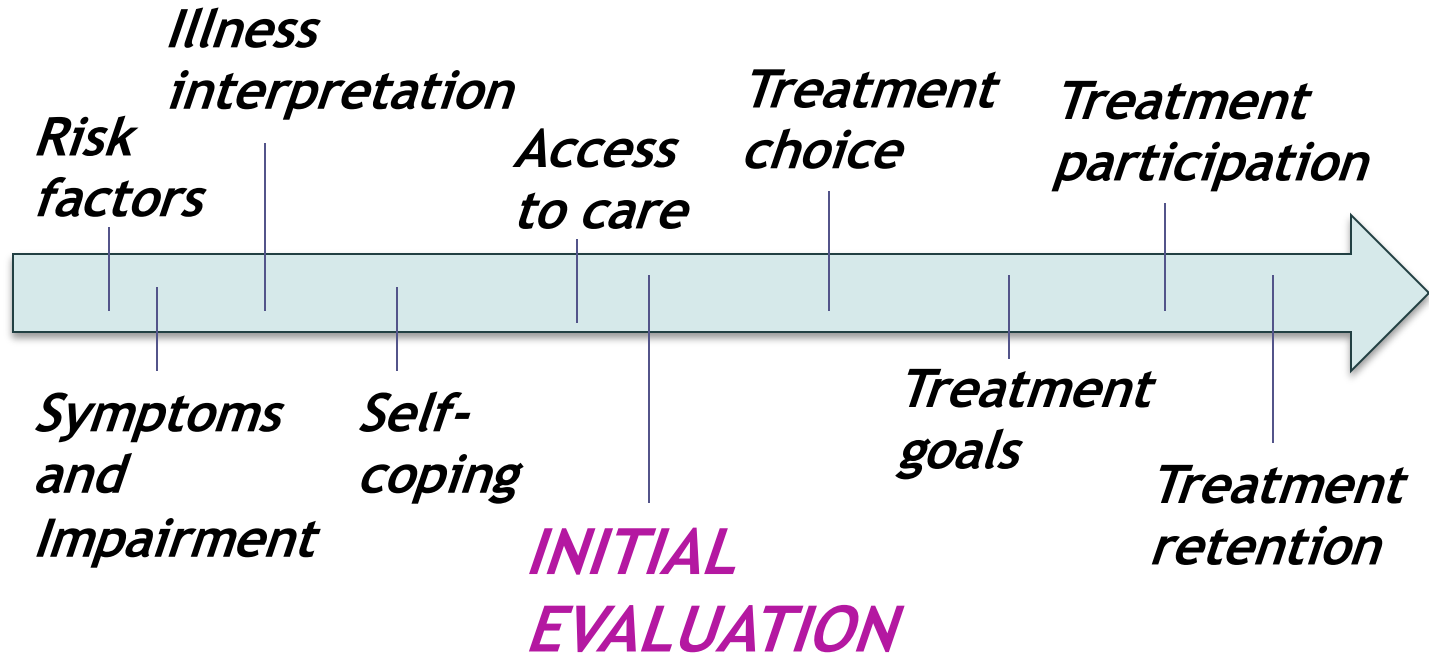 Illness
interpretation
Risk
factors
Access
to care
Treatment
choice
Treatment
participation
Symptoms
and
Impairment
Self-
coping
INITIAL
EVALUATION
Treatment
goals
Treatment
retention